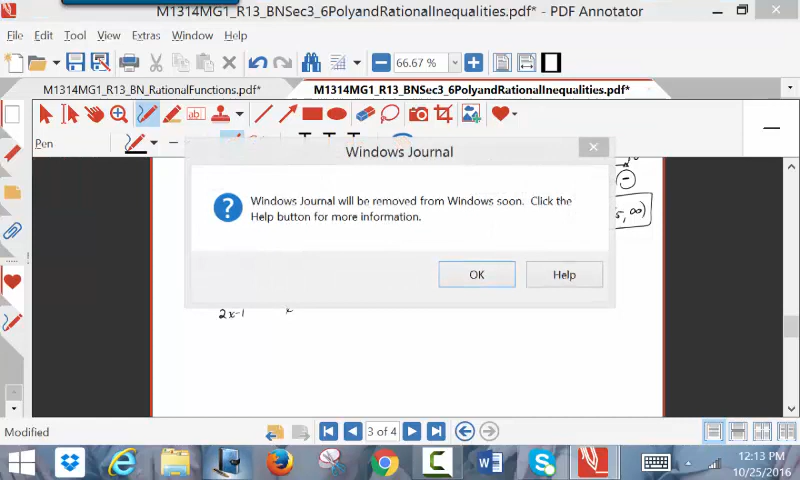 M1314MG1_R13_BNSec3_6PolyandRationalInequalities.pdf* - PDF Annotator
File Edit Tool View Extras Window Help
66.67 %
M1314MG1_R13_BN_RationalFunctions.pdf* M1314MG1_R13_BNSec3_6PolyandRationalInequalities.pdf*
Pen
Windows Journal
Windows Journal will be removed from Windows soon. Click the
Help button for more information.
, ∞)
OK Help
2x-1 x
Modified 3 of 4
12:13 PM
10/25/2016